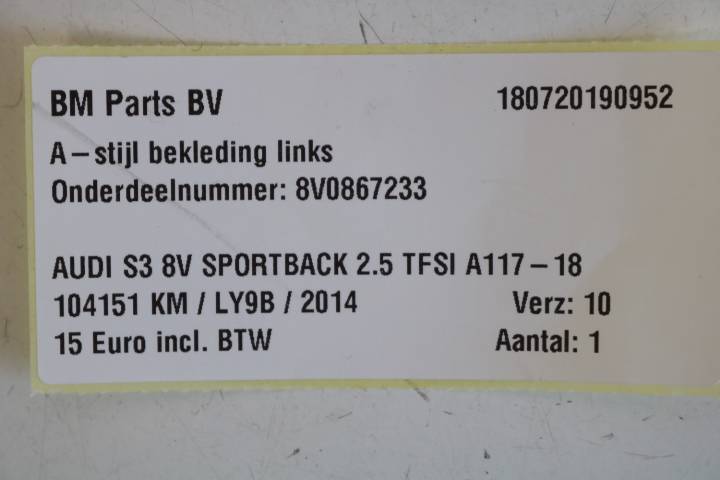 BM Parts BV 180720190952
A-stijl bekleding links
Onderdeelnummer: 8V0867233
AUDI S3 8V SPORTBACK 2.5 TFSI A117-18
104151 KM / LY9B / 2014 Verz: 10
15 Euro incl. BTW Aantal: 1